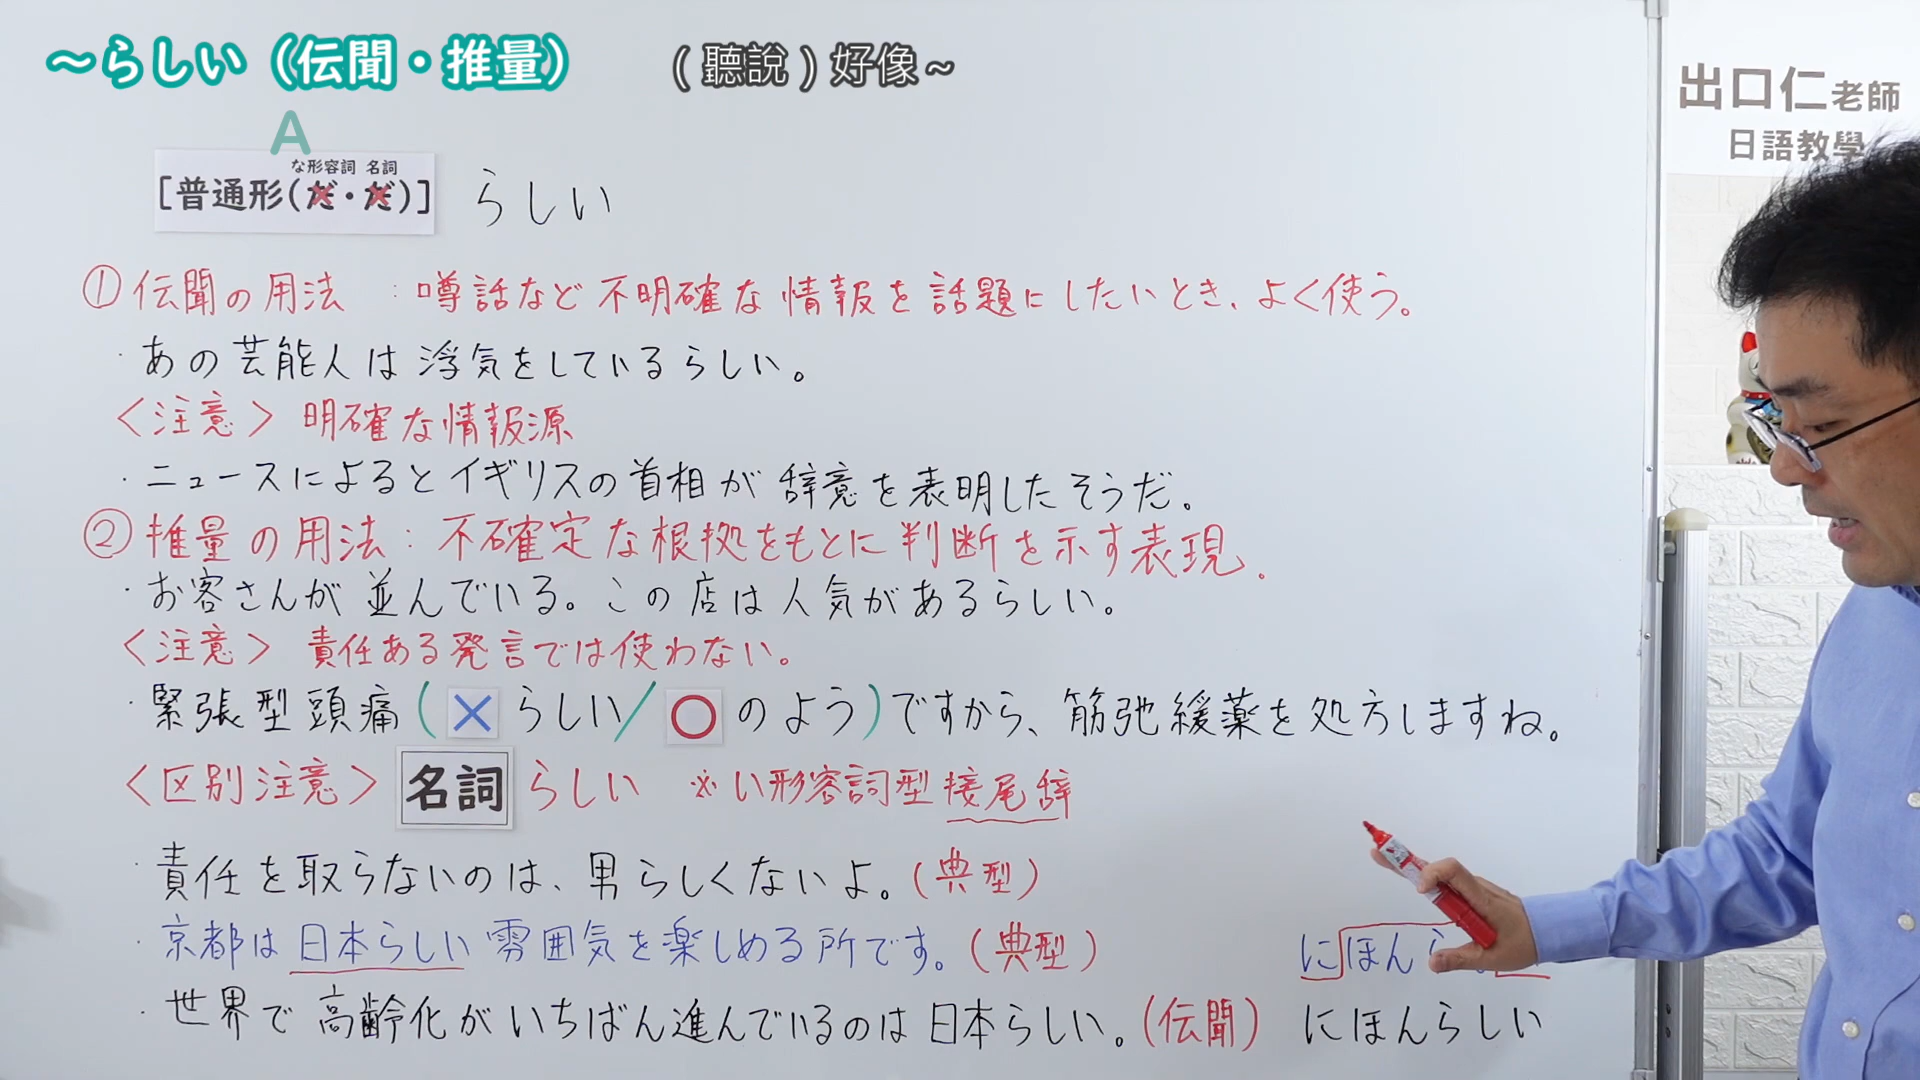 ~らしい（伝聞・推量） (聽說)好像~
出口仁老師
日語教學
A
な形容詞 名詞
[普通形(だ・だ)] らしい
①伝聞の用法：噂話など不明確な情報を話題にしたいとき、よく使う。
・あの芸能人は浮気をしているらしい。
＜注意＞明確な情報源
・ニュースによるとイギリスの首相が辞意を表明したそうだ。
②推量の用法：不確定な根拠をもとに判断を示す表現。
・お客さんが並んでいる。この店は人気があるらしい。
＜注意＞責任ある発言では使わない。
・緊張型頭痛(×らしい/○のよう)ですから、筋弛緩薬を処方しますね。
＜区別注意＞名詞らしい ※い形容詞型接尾辞
・責任を取らないのは、男らしくないよ。(典型)
・京都は日本らしい雰囲気を楽しめる所です。(典型) にほんら
・世界で高齢化がいちばん進んでいるのは日本らしい。(伝聞) にほんらしい